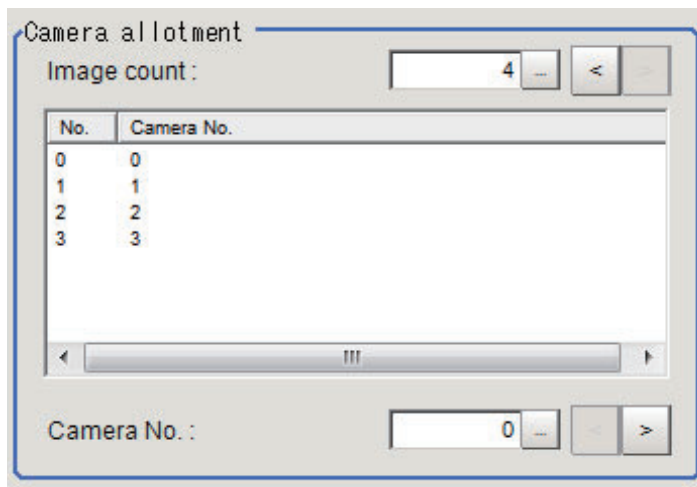 Camera allotment
Image count : 4 ... < >
No. Camera No.
0 0
1 1
2 2
3 3
Camera No. : 0 ... < >